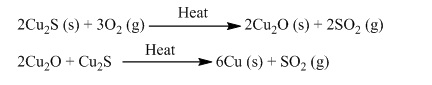 2Cu₂S (s) + 3O₂ (g) Heat → 2Cu₂O (s) + 2SO₂ (g)
2Cu₂O + Cu₂S Heat → 6Cu (s) + SO₂ (g)